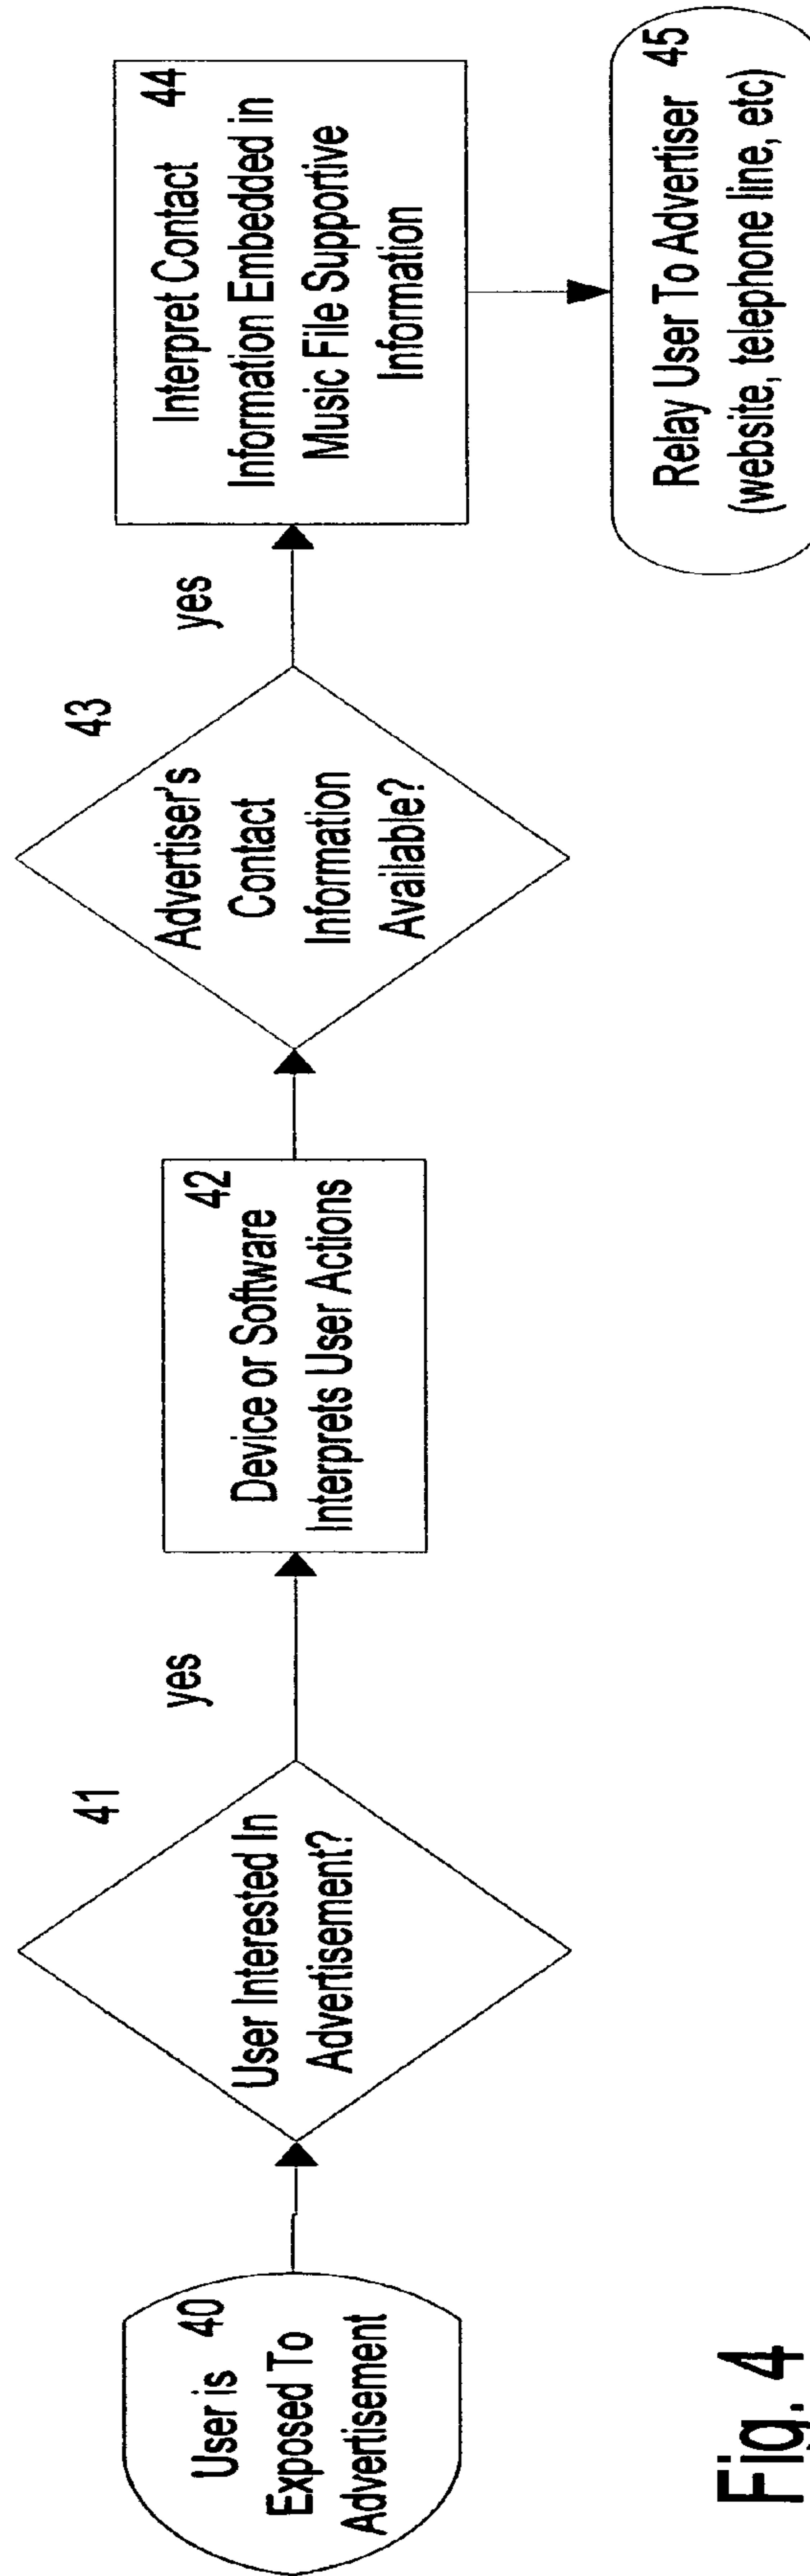 User is 40
Exposed To
Advertisement
41
User Interested In
Advertisement?
yes
42
Device or Software
Interprets User Actions
43
Advertiser's
Contact
Information
Available?
yes
44
Interpret Contact
Information Embedded in
Music File Supportive
Information
Relay User To Advertiser 45
(website, telephone line, etc)
Fig. 4